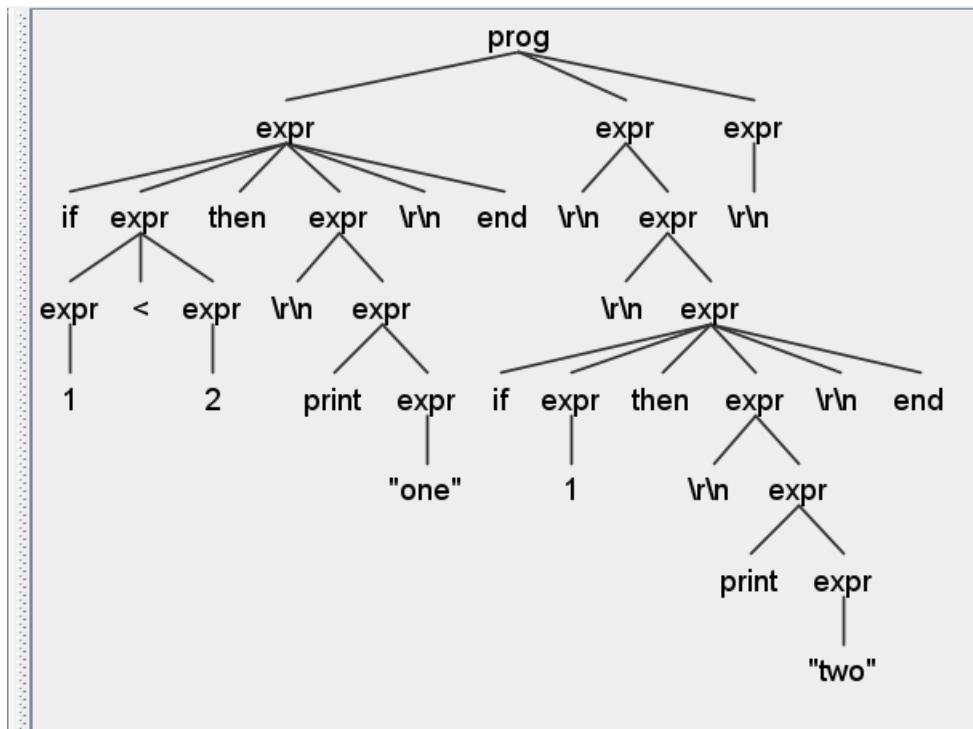 prog
expr expr expr
if expr then expr \r\n end \r\n expr \r\n
expr < expr \r\n expr \r\n expr
1 2 print expr if expr then expr \r\n end
"one" 1 \r\n expr
print expr
"two"